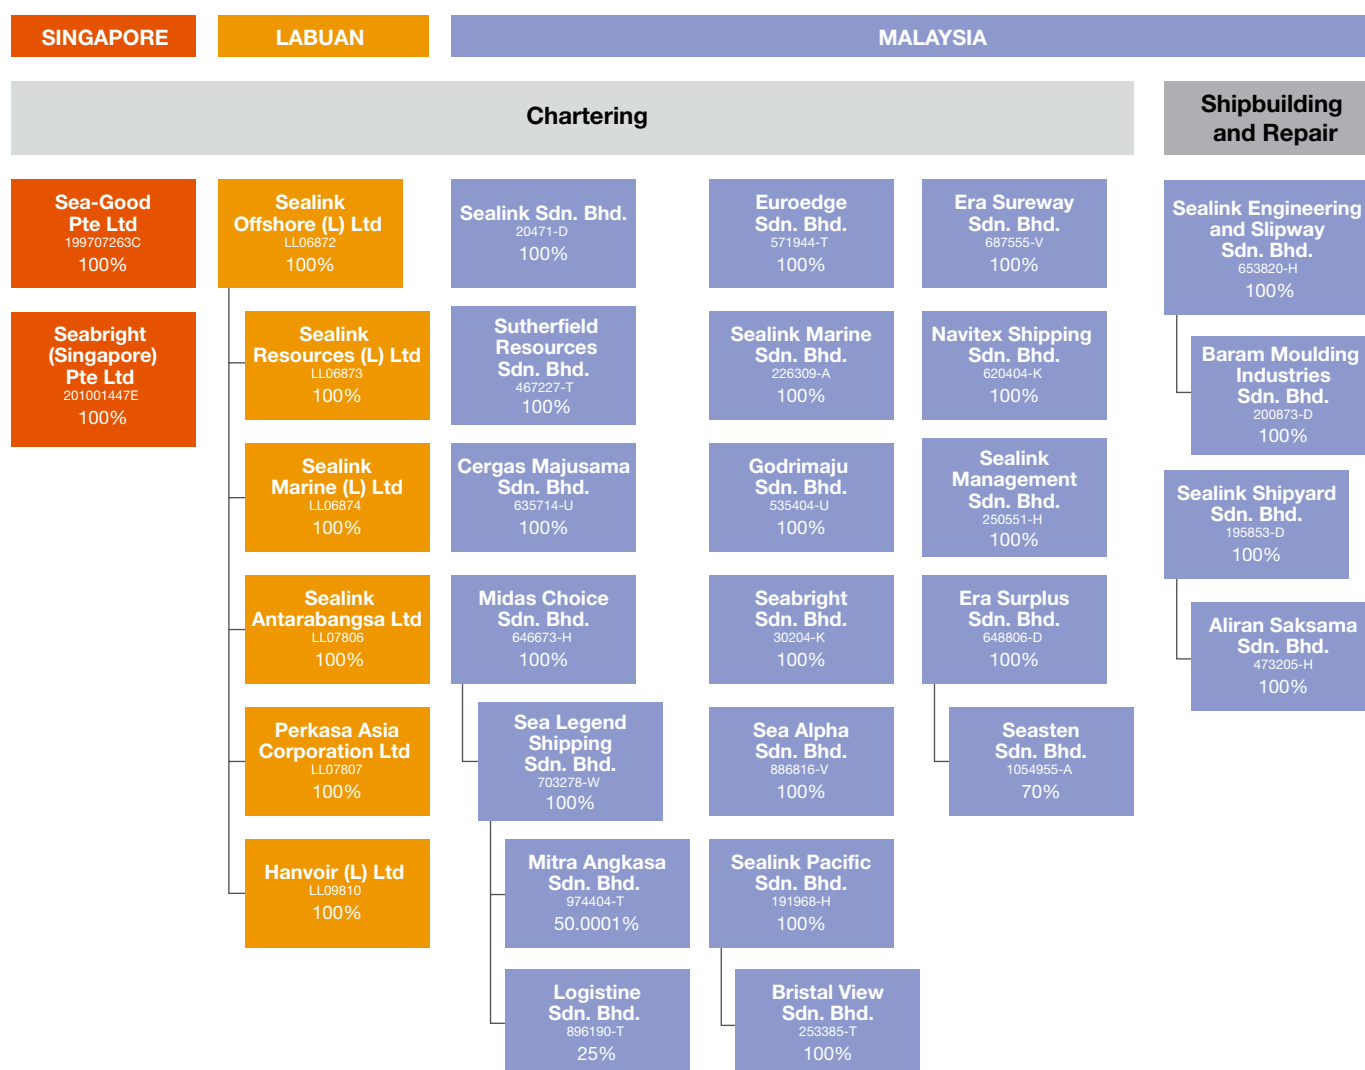 SINGAPORE
LABUAN
MALAYSIA
Chartering
Shipbuilding
and Repair
Sea-Good
Pte Ltd
199707263C
100%
Seabright
(Singapore)
Pte Ltd
201001447E
100%
Sealink
Offshore (L) Ltd
LL06872
100%
Sealink
Resources (L) Ltd
LL06873
100%
Sealink
Marine (L) Ltd
LL06874
100%
Sealink
Antarabangsa Ltd
LL07806
100%
Perkasa Asia
Corporation Ltd
LL07807
100%
Hanvoir (L) Ltd
LL09810
100%
Sealink Sdn. Bhd.
20471-D
100%
Sutherfield
Resources
Sdn. Bhd.
467227-T
100%
Cergas Majusama
Sdn. Bhd.
635714-U
100%
Midas Choice
Sdn. Bhd.
646673-H
100%
Sea Legend
Shipping
Sdn. Bhd.
703278-W
100%
Mitra Angkasa
Sdn. Bhd.
974404-T
50.0001%
Logistine
Sdn. Bhd.
896190-T
25%
Euroedge
Sdn. Bhd.
571944-T
100%
Sealink Marine
Sdn. Bhd.
226309-A
100%
Godrimaju
Sdn. Bhd.
535404-U
100%
Seabright
Sdn. Bhd.
30204-K
100%
Sea Alpha
Sdn. Bhd.
886816-V
100%
Sealink Pacific
Sdn. Bhd.
191968-H
100%
Bristal View
Sdn. Bhd.
253385-T
100%
Era Sureway
Sdn. Bhd.
687555-V
100%
Navitex Shipping
Sdn. Bhd.
620404-K
100%
Sealink
Management
Sdn. Bhd.
250551-H
100%
Era Surplus
Sdn. Bhd.
648806-D
100%
Seasten
Sdn. Bhd.
1054955-A
70%
Sealink Engineering
and Slipway
Sdn. Bhd.
653820-H
100%
Baram Moulding
Industries
Sdn. Bhd.
200873-D
100%
Sealink Shipyard
Sdn. Bhd.
195853-D
100%
Aliran Saksama
Sdn. Bhd.
473205-H
100%